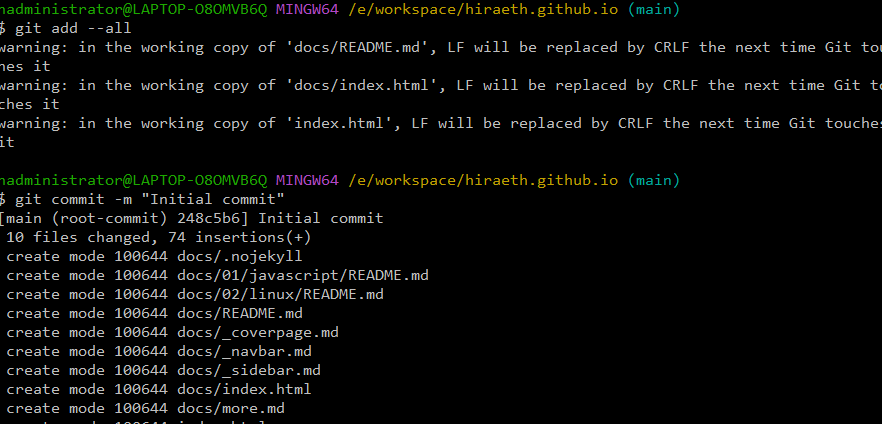 nadministrator@LAPTOP-O8OMVB6Q MINGW64 /e/workspace/hiraeth.github.io (main)
$ git add --all
warning: in the working copy of 'docs/README.md', LF will be replaced by CRLF the next time Git tou
hes it
warning: in the working copy of 'docs/index.html', LF will be replaced by CRLF the next time Git to
ches it
warning: in the working copy of 'index.html', LF will be replaced by CRLF the next time Git touches
it
nadministrator@LAPTOP-O8OMVB6Q MINGW64 /e/workspace/hiraeth.github.io (main)
$ git commit -m "Initial commit"
[main (root-commit) 248c5b6] Initial commit
10 files changed, 74 insertions(+)
create mode 100644 docs/.nojekyll
create mode 100644 docs/01/javascript/README.md
create mode 100644 docs/02/linux/README.md
create mode 100644 docs/README.md
create mode 100644 docs/_coverpage.md
create mode 100644 docs/_navbar.md
create mode 100644 docs/_sidebar.md
create mode 100644 docs/index.html
create mode 100644 docs/more.md
create mode 100644 index.html